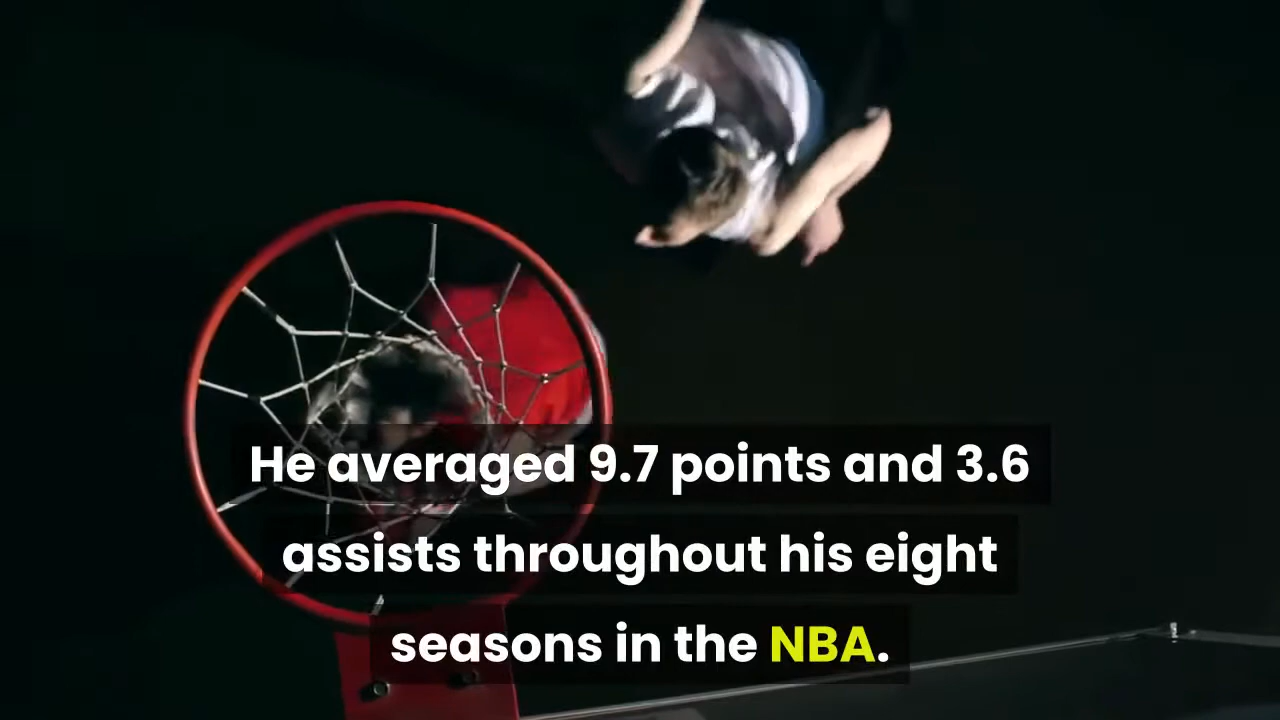 He averaged 9.7 points and 3.6
assists throughout his eight
seasons in the NBA.